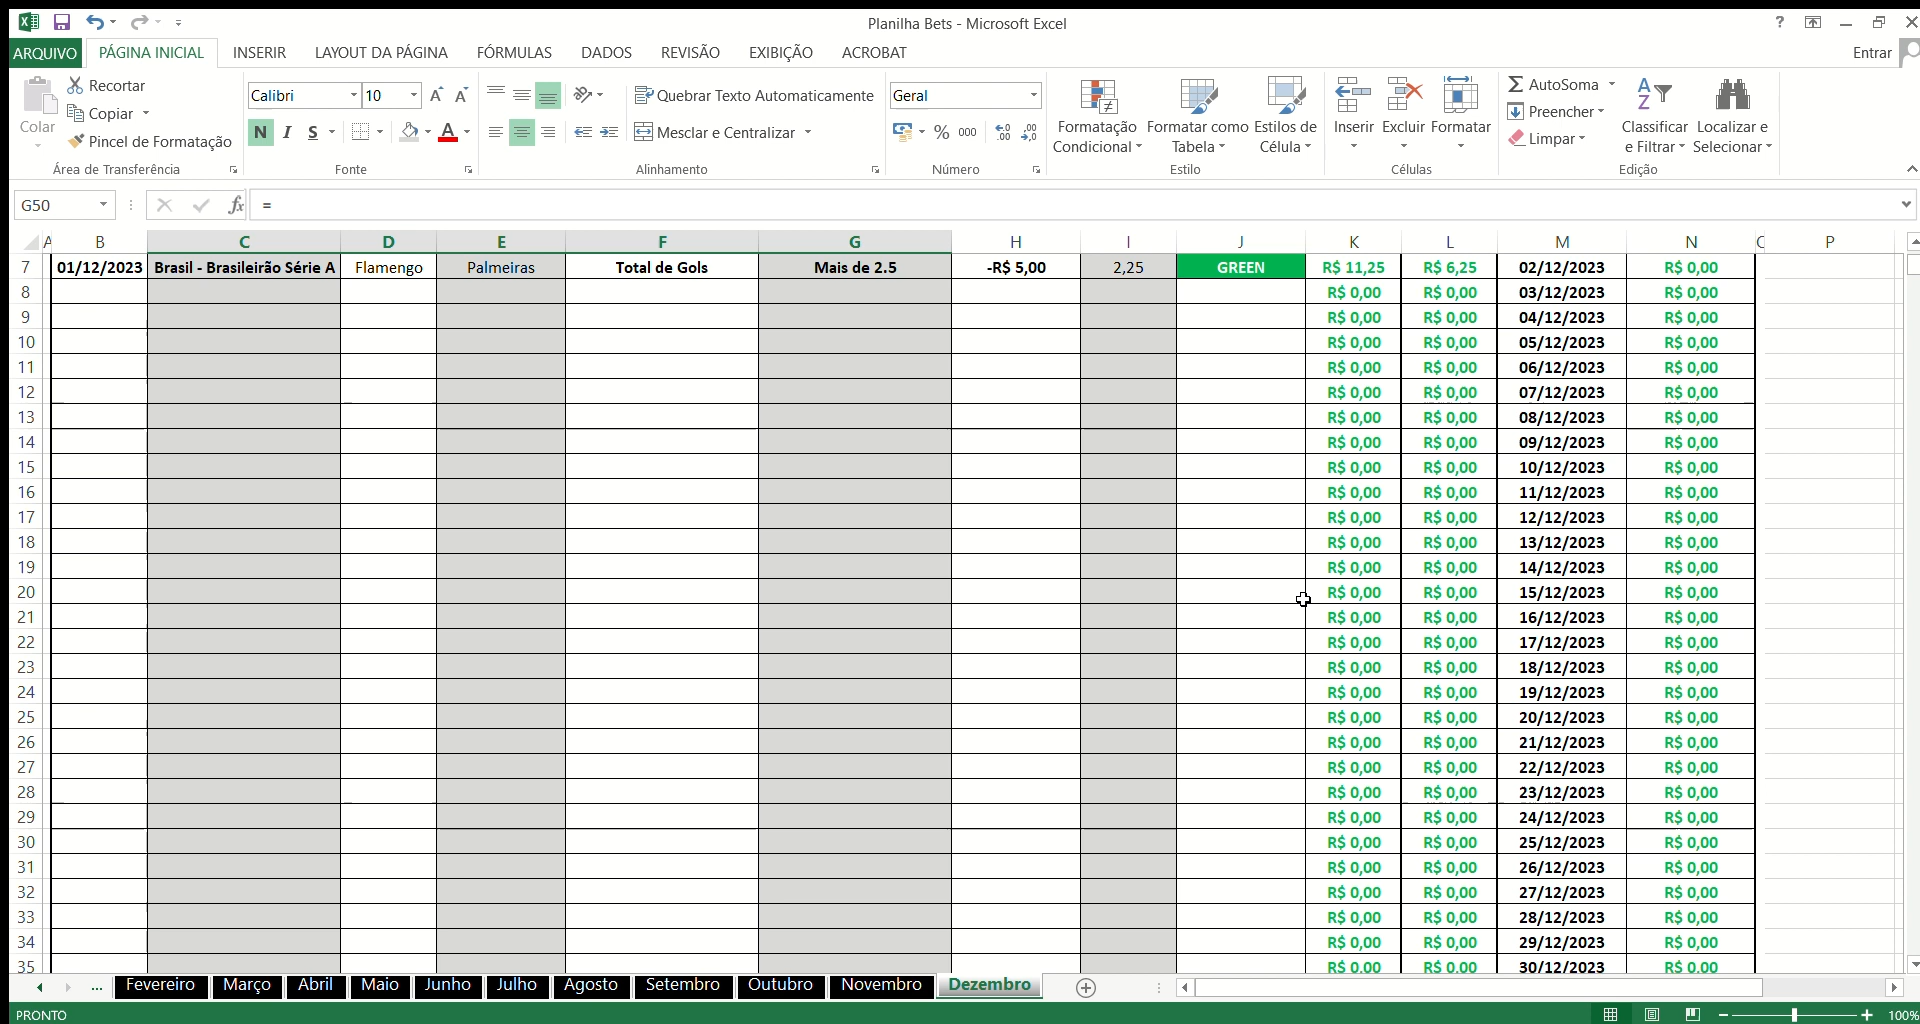 Planilha Bets - Microsoft Excel
?
ARQUIVO PÁGINA INICIAL INSERIR LAYOUT DA PÁGINA FÓRMULAS DADOS REVISÃO EXIBIÇÃO ACROBAT Entrar
Colar
Recortar
Copiar
Pincel de Formatação
Área de Transferência
Calibri 10
N I S
Fonte
Quebrar Texto Automaticamente
Mesclar e Centralizar
Alinhamento
Geral
% 000
Número
Formatação Condicional
Formatar como Tabela
Estilos de Célula
Estilo
Inserir Excluir Formatar
Células
AutoSoma
Preencher
Limpar
Classificar e Filtrar
Localizar e Selecionar
Edição
G50 fx =
A B C D E F G H I J K L M N C P
7 01/12/2023 Brasil - Brasileirão Série A Flamengo Palmeiras Total de Gols Mais de 2.5 -R$ 5,00 2,25 GREEN R$ 11,25 R$ 6,25 02/12/2023 R$ 0,00
8 R$ 0,00 R$ 0,00 03/12/2023 R$ 0,00
9 R$ 0,00 R$ 0,00 04/12/2023 R$ 0,00
10 R$ 0,00 R$ 0,00 05/12/2023 R$ 0,00
11 R$ 0,00 R$ 0,00 06/12/2023 R$ 0,00
12 R$ 0,00 R$ 0,00 07/12/2023 R$ 0,00
13 R$ 0,00 R$ 0,00 08/12/2023 R$ 0,00
14 R$ 0,00 R$ 0,00 09/12/2023 R$ 0,00
15 R$ 0,00 R$ 0,00 10/12/2023 R$ 0,00
16 R$ 0,00 R$ 0,00 11/12/2023 R$ 0,00
17 R$ 0,00 R$ 0,00 12/12/2023 R$ 0,00
18 R$ 0,00 R$ 0,00 13/12/2023 R$ 0,00
19 R$ 0,00 R$ 0,00 14/12/2023 R$ 0,00
20 R$ 0,00 R$ 0,00 15/12/2023 R$ 0,00
21 R$ 0,00 R$ 0,00 16/12/2023 R$ 0,00
22 R$ 0,00 R$ 0,00 17/12/2023 R$ 0,00
23 R$ 0,00 R$ 0,00 18/12/2023 R$ 0,00
24 R$ 0,00 R$ 0,00 19/12/2023 R$ 0,00
25 R$ 0,00 R$ 0,00 20/12/2023 R$ 0,00
26 R$ 0,00 R$ 0,00 21/12/2023 R$ 0,00
27 R$ 0,00 R$ 0,00 22/12/2023 R$ 0,00
28 R$ 0,00 R$ 0,00 23/12/2023 R$ 0,00
29 R$ 0,00 R$ 0,00 24/12/2023 R$ 0,00
30 R$ 0,00 R$ 0,00 25/12/2023 R$ 0,00
31 R$ 0,00 R$ 0,00 26/12/2023 R$ 0,00
32 R$ 0,00 R$ 0,00 27/12/2023 R$ 0,00
33 R$ 0,00 R$ 0,00 28/12/2023 R$ 0,00
34 R$ 0,00 R$ 0,00 29/12/2023 R$ 0,00
35 R$ 0,00 R$ 0,00 30/12/2023 R$ 0,00
... Fevereiro Março Abril Maio Junho Julho Agosto Setembro Outubro Novembro Dezembro
PRONTO 100%